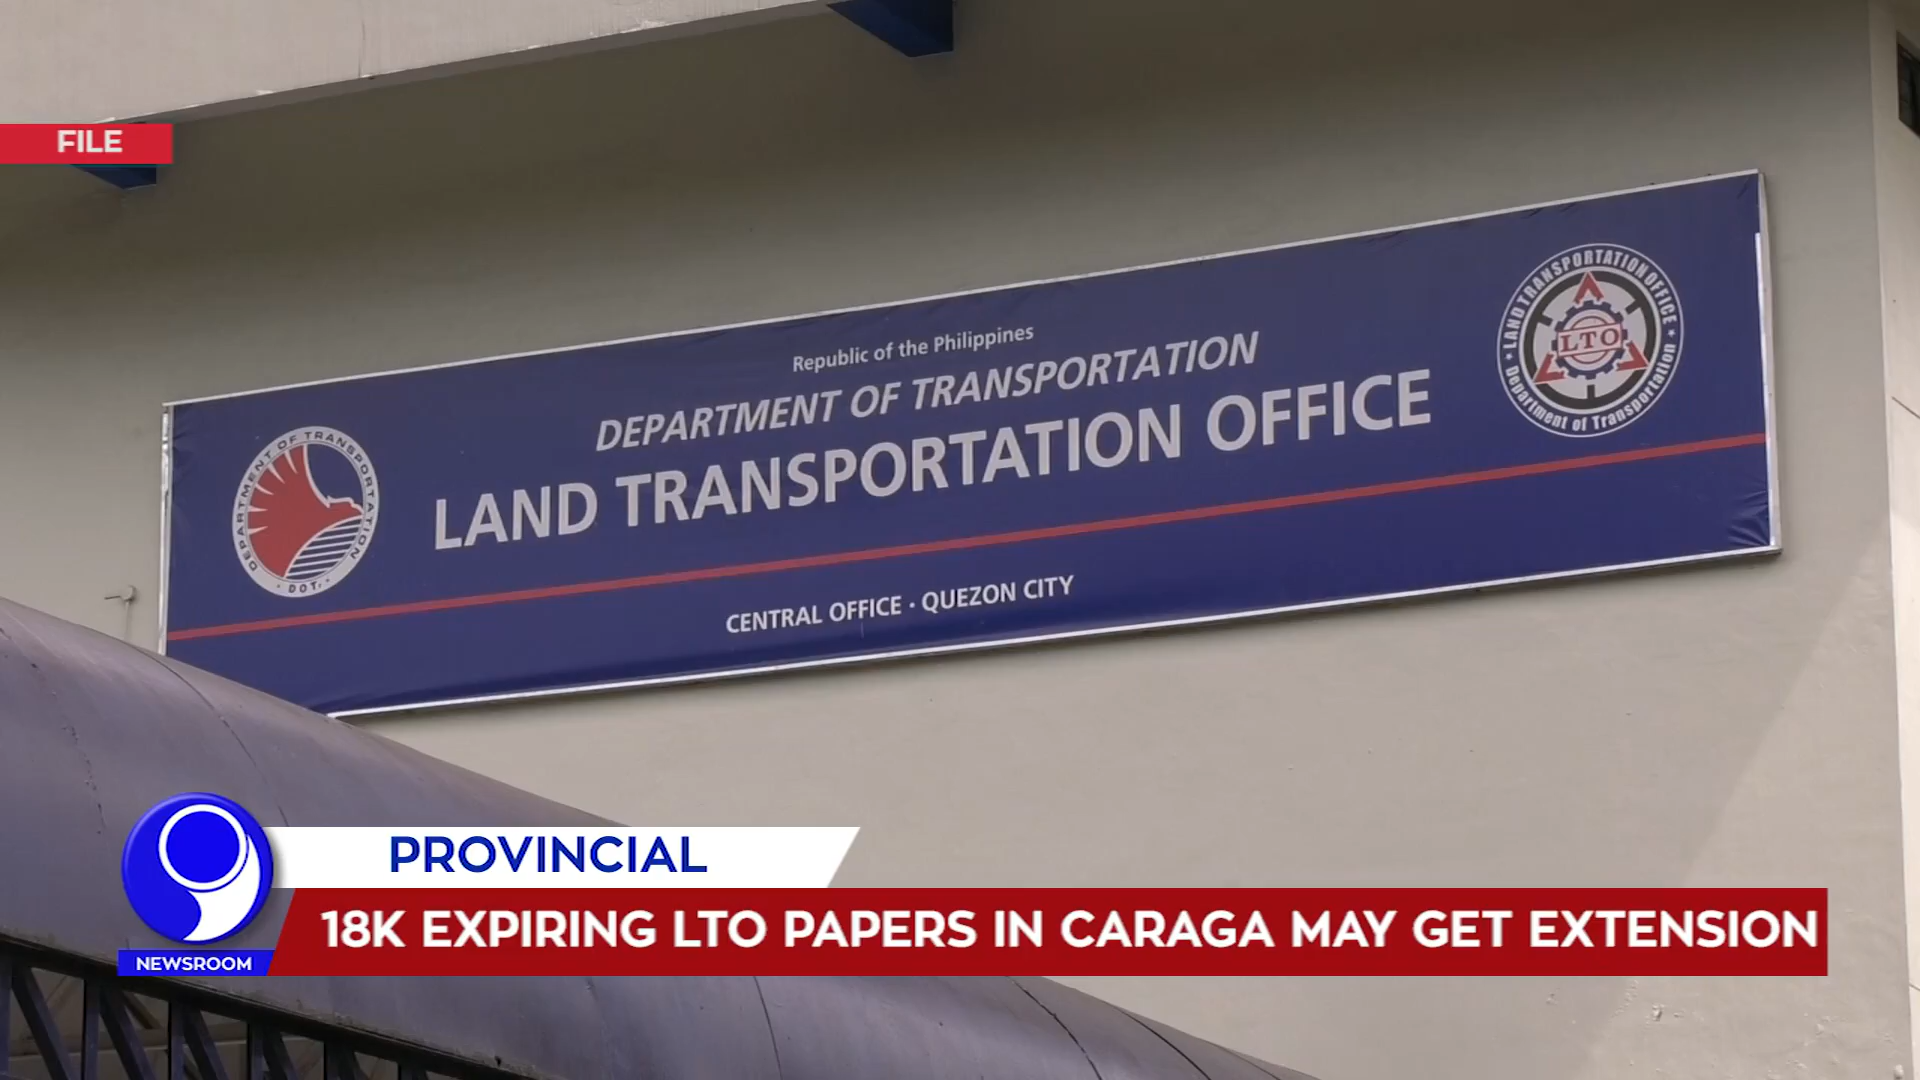 FILE
Republic of the Philippines
DEPARTMENT OF TRANSPORTATION
LAND TRANSPORTATION OFFICE
CENTRAL OFFICE · QUEZON CITY
DEPARTMENT OF TRANSPORTATION
· DOTr ·
LAND TRANSPORTATION OFFICE
LTO
Department of Transportation
PROVINCIAL
18K EXPIRING LTO PAPERS IN CARAGA MAY GET EXTENSION
NEWSROOM